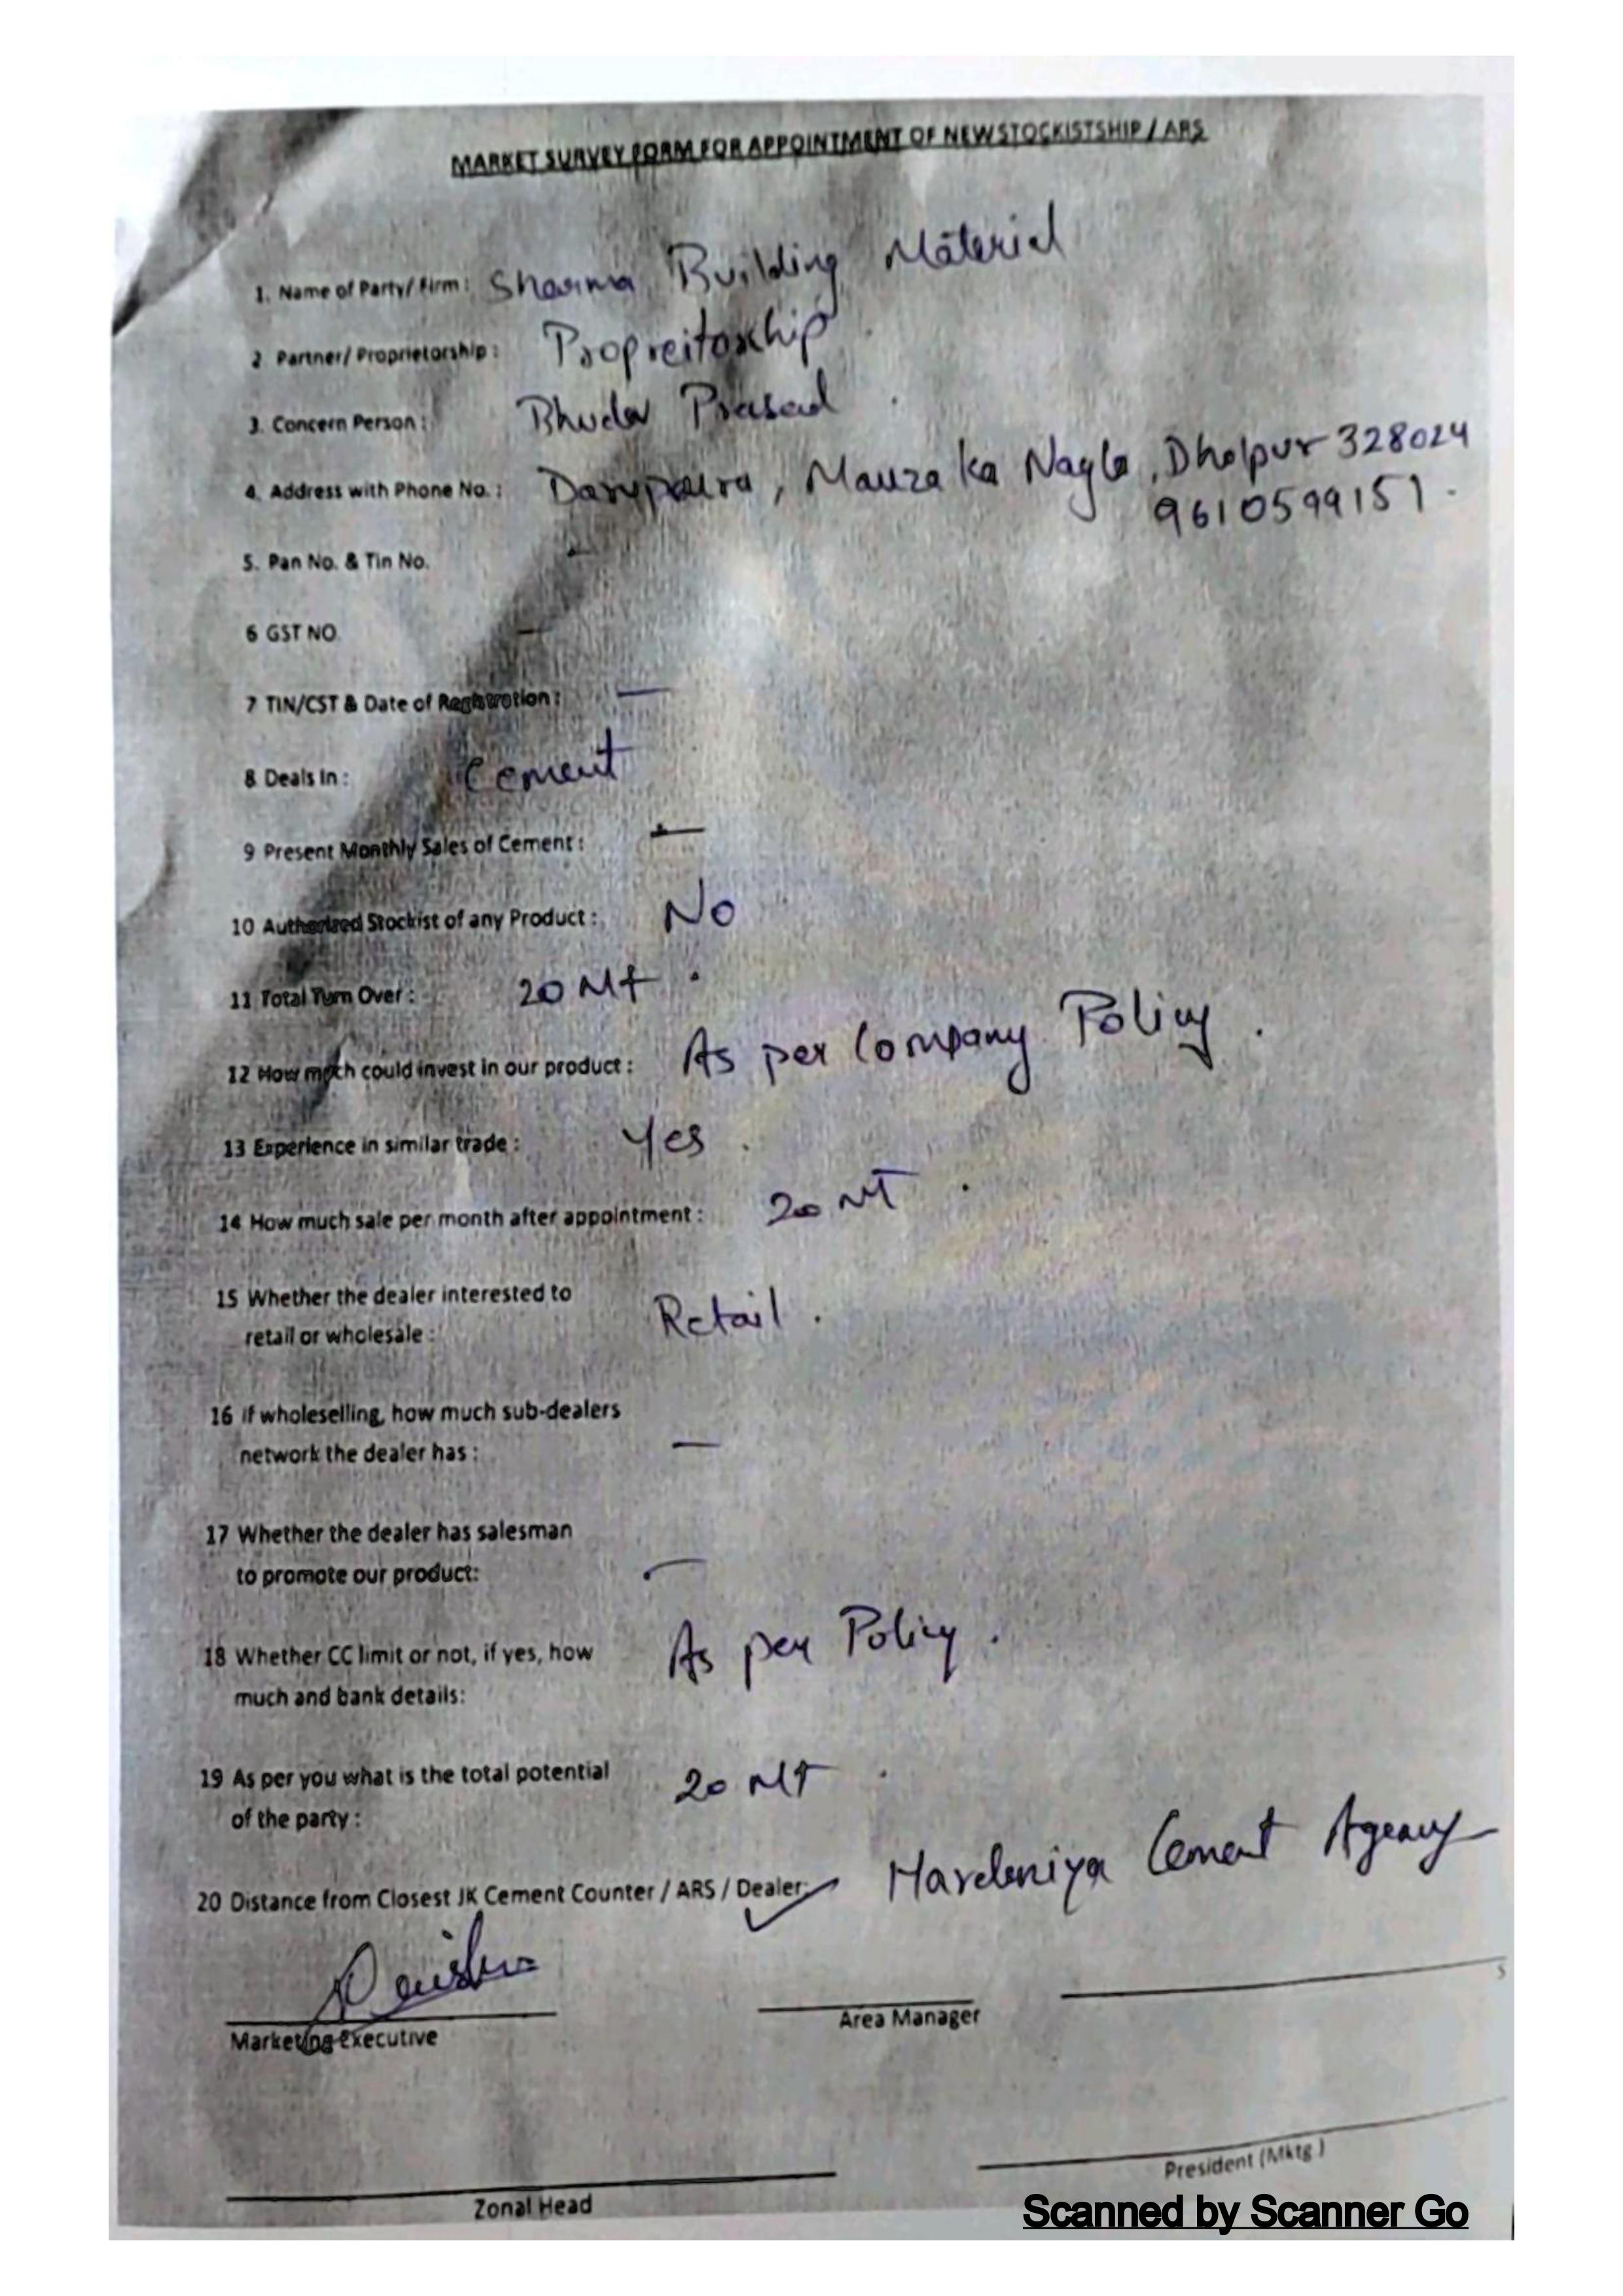 MARKET SURVEY FORM FOR APPOINTMENT OF NEW STOCKISTSHIP / ARS
1. Name of Party/ Firm : Sharma Building Material
2 Partner/ Proprietorship : Propreitorship
3. Concern Person : Bhudev Prasad
4. Address with Phone No. : Mauza ka Nagla, Dholpur 328024
9610599151
5. Pan No. & Tin No. -
6 GST NO -
7 TIN/CST & Date of Registration : -
8 Deals in : Cement
9 Present Monthly Sales of Cement : -
10 Authorized Stockist of any Product : No
11 Total Turn Over : 20 Mt
12 How much could invest in our product : As per Company Policy.
13 Experience in similar trade : Yes.
14 How much sale per month after appointment : 20 MT.
15 Whether the dealer interested to
retail or wholesale : Retail.
16 if wholeselling, how much sub-dealers
network the dealer has : -
17 Whether the dealer has salesman
to promote our product: -
18 Whether CC limit or not, if yes, how
much and bank details: As per Policy.
19 As per you what is the total potential
of the party : 20 MT.
20 Distance from Closest JK Cement Counter / ARS / Dealer: Cement Agency
Marketing Executive
Area Manager
President (Mktg.)
Zonal Head
Scanned by Scanner Go